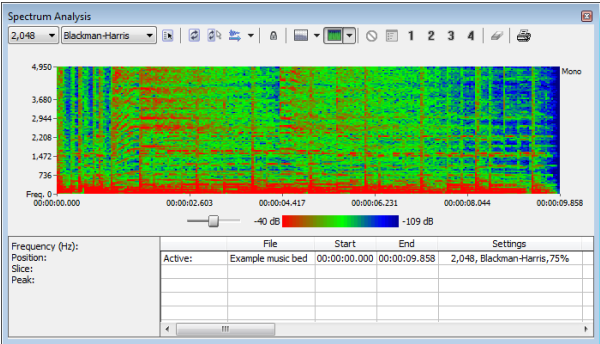 Spectrum Analysis
2,048 Blackman-Harris 1 2 3 4
4,950
Mono
3,680
2,944
2,208
1,472
736
Freq. 0
00:00:00.000 00:00:02.603 00:00:04.417 00:00:06.231 00:00:08.044 00:00:09.858
-40 dB -109 dB
Frequency (Hz):
Position:
Slice:
Peak:
File Start End Settings
Active: Example music bed 00:00:00.000 00:00:09.858 2,048, Blackman-Harris,75%